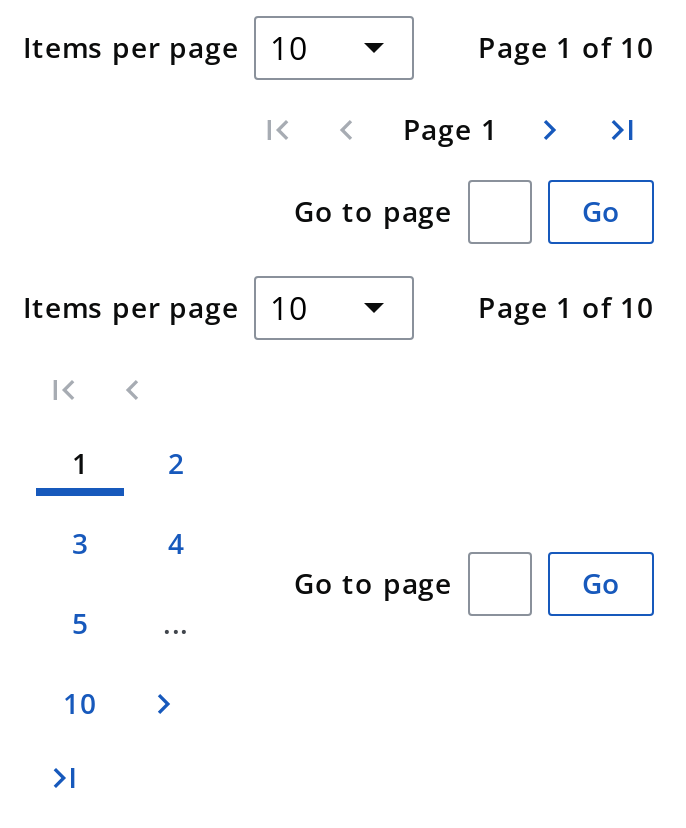 Items per page 10 Page 1 of 10
Page 1
Go to page Go
Items per page 10 Page 1 of 10
1 2
3 4
Go to page Go
5 ...
10